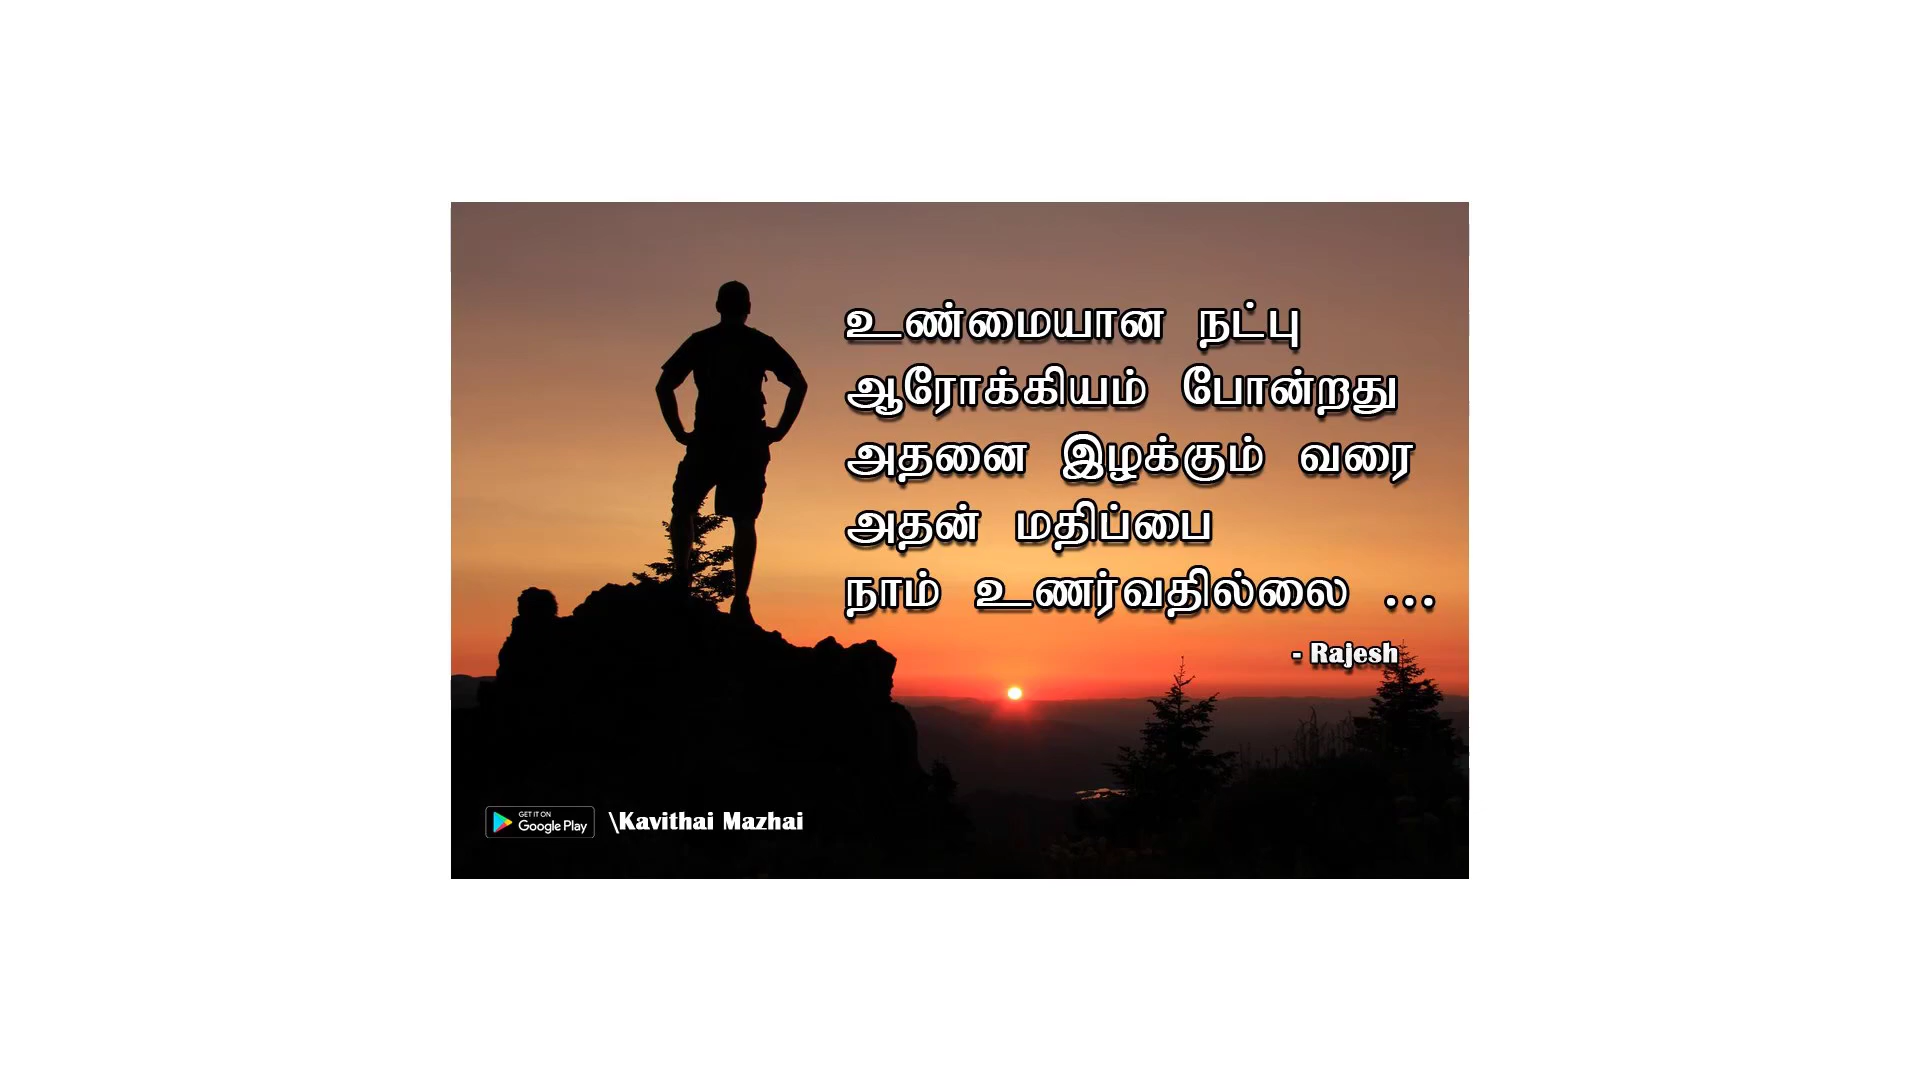 உண்மையான நட்பு
ஆரோக்கியம் போன்றது
அதனை இழக்கும் வரை
அதன் மதிப்பை
நாம் உணர்வதில்லை ...
- Rajesh
GET IT ON
Google Play
\Kavithai Mazhai